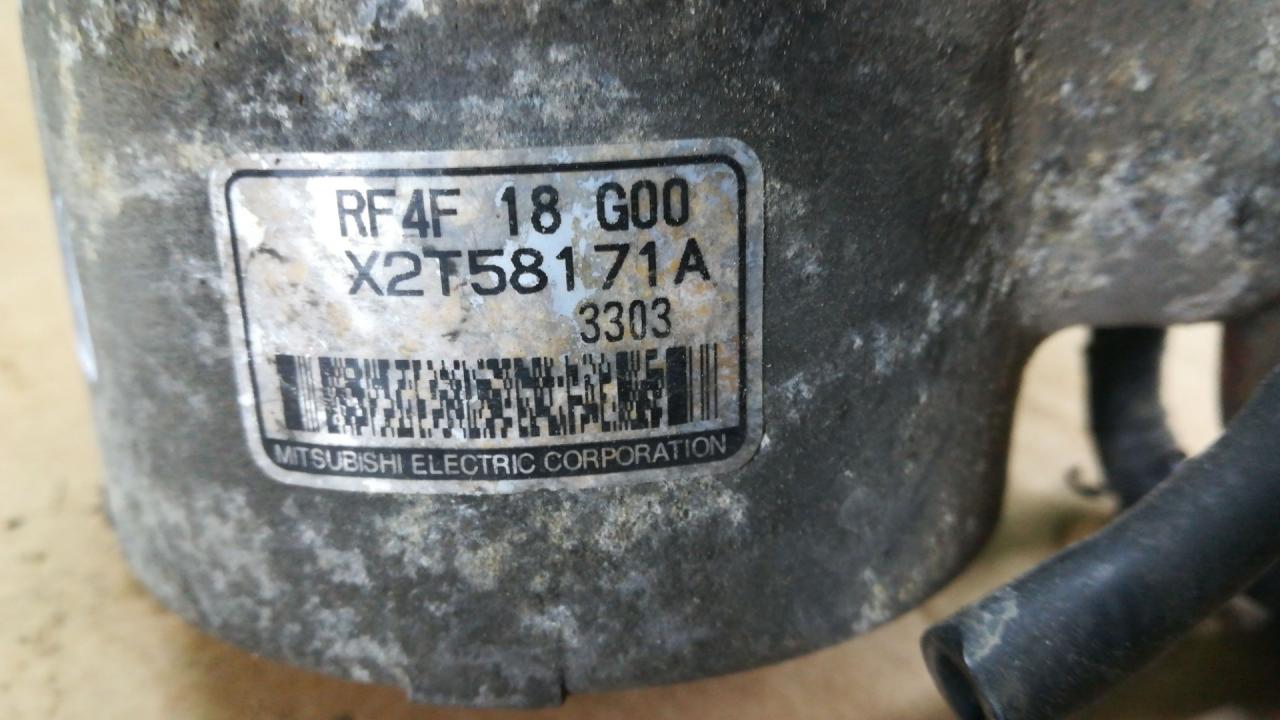 RF4F 18 G00
X2T58171A
3303
MITSUBISHI ELECTRIC CORPORATION